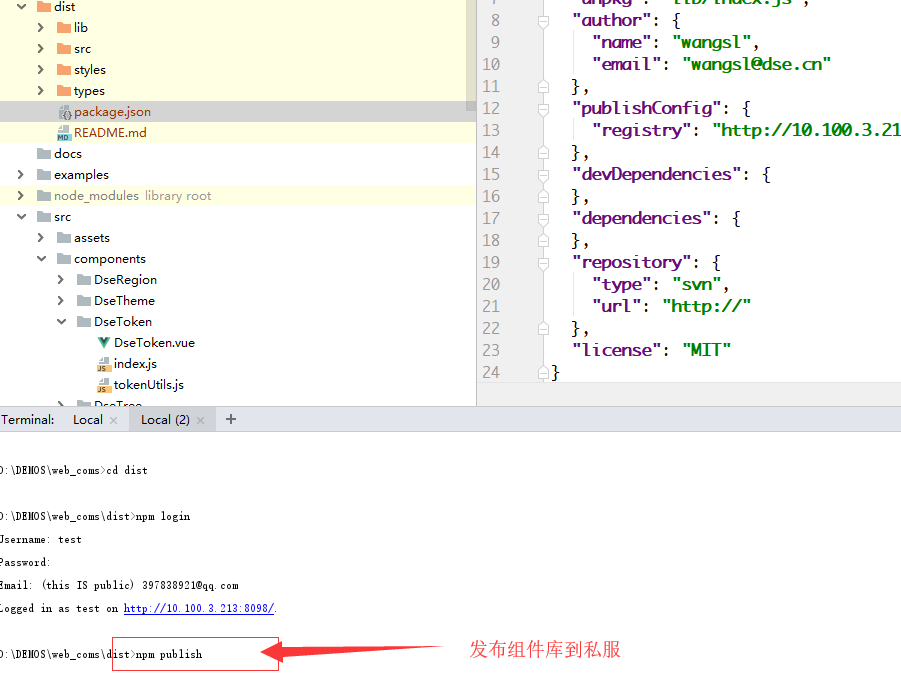 dist
lib
src
styles
types
package.json
README.md
docs
examples
node_modules library root
src
assets
components
DseRegion
DseTheme
DseToken
DseToken.vue
index.js
tokenUtils.js
DseTree
8 "author": {
9 "name": "wangsl",
10 "email": "wangsl@dse.cn"
11 },
12 "publishConfig": {
13 "registry": "http://10.100.3.21
14 },
15 "devDependencies": {
16 },
17 "dependencies": {
18 },
19 "repository": {
20 "type": "svn",
21 "url": "http://"
22 },
23 "license": "MIT"
24 }
Terminal: Local × Local (2) × +
D:\DEMOS\web_coms>cd dist
D:\DEMOS\web_coms\dist>npm login
Username: test
Password:
Email: (this IS public) 397838921@qq.com
Logged in as test on http://10.100.3.213:8098/.
D:\DEMOS\web_coms\dist>npm publish
发布组件库到私服